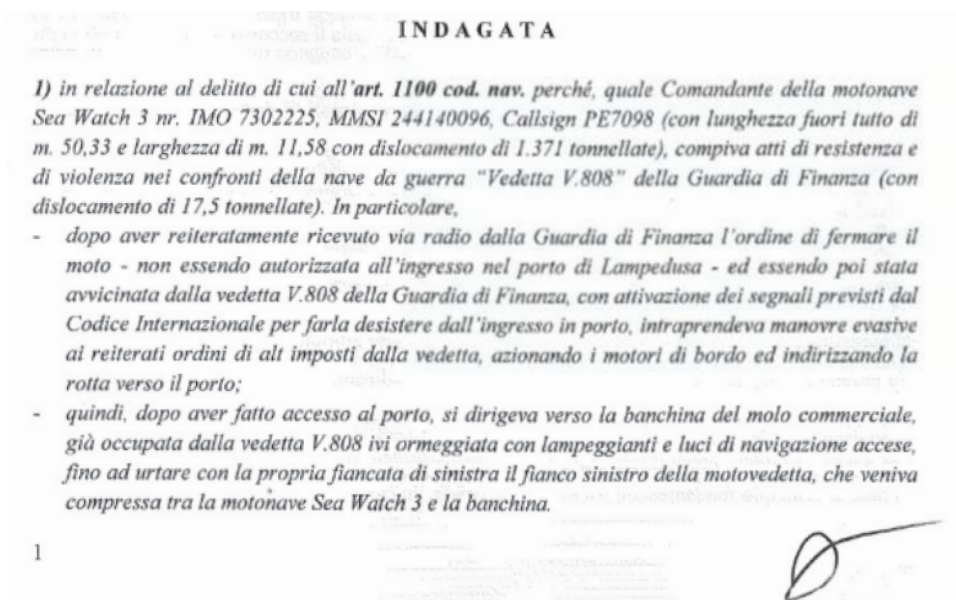 INDAGATA
1) in relazione al delitto di cui all'art. 1100 cod. nav. perché, quale Comandante della motonave
Sea Watch 3 nr. IMO 7302225, MMSI 244140096, Callsign PE7098 (con lunghezza fuori tutto di
m. 50,33 e larghezza di m. 11,58 con dislocamento di 1.371 tonnellate), compiva atti di resistenza e
di violenza nei confronti della nave da guerra "Vedetta V.808" della Guardia di Finanza (con
dislocamento di 17,5 tonnellate). In particolare,
- dopo aver reiteratamente ricevuto via radio dalla Guardia di Finanza l'ordine di fermare il
moto - non essendo autorizzata all'ingresso nel porto di Lampedusa - ed essendo poi stata
avvicinata dalla vedetta V.808 della Guardia di Finanza, con attivazione dei segnali previsti dal
Codice Internazionale per farla desistere dall'ingresso in porto, intraprendeva manovre evasive
ai reiterati ordini di alt imposti dalla vedetta, azionando i motori di bordo ed indirizzando la
rotta verso il porto;
- quindi, dopo aver fatto accesso al porto, si dirigeva verso la banchina del molo commerciale,
già occupata dalla vedetta V.808 ivi ormeggiata con lampeggianti e luci di navigazione accese,
fino ad urtare con la propria fiancata di sinistra il fianco sinistro della motovedetta, che veniva
compressa tra la motonave Sea Watch 3 e la banchina.
1